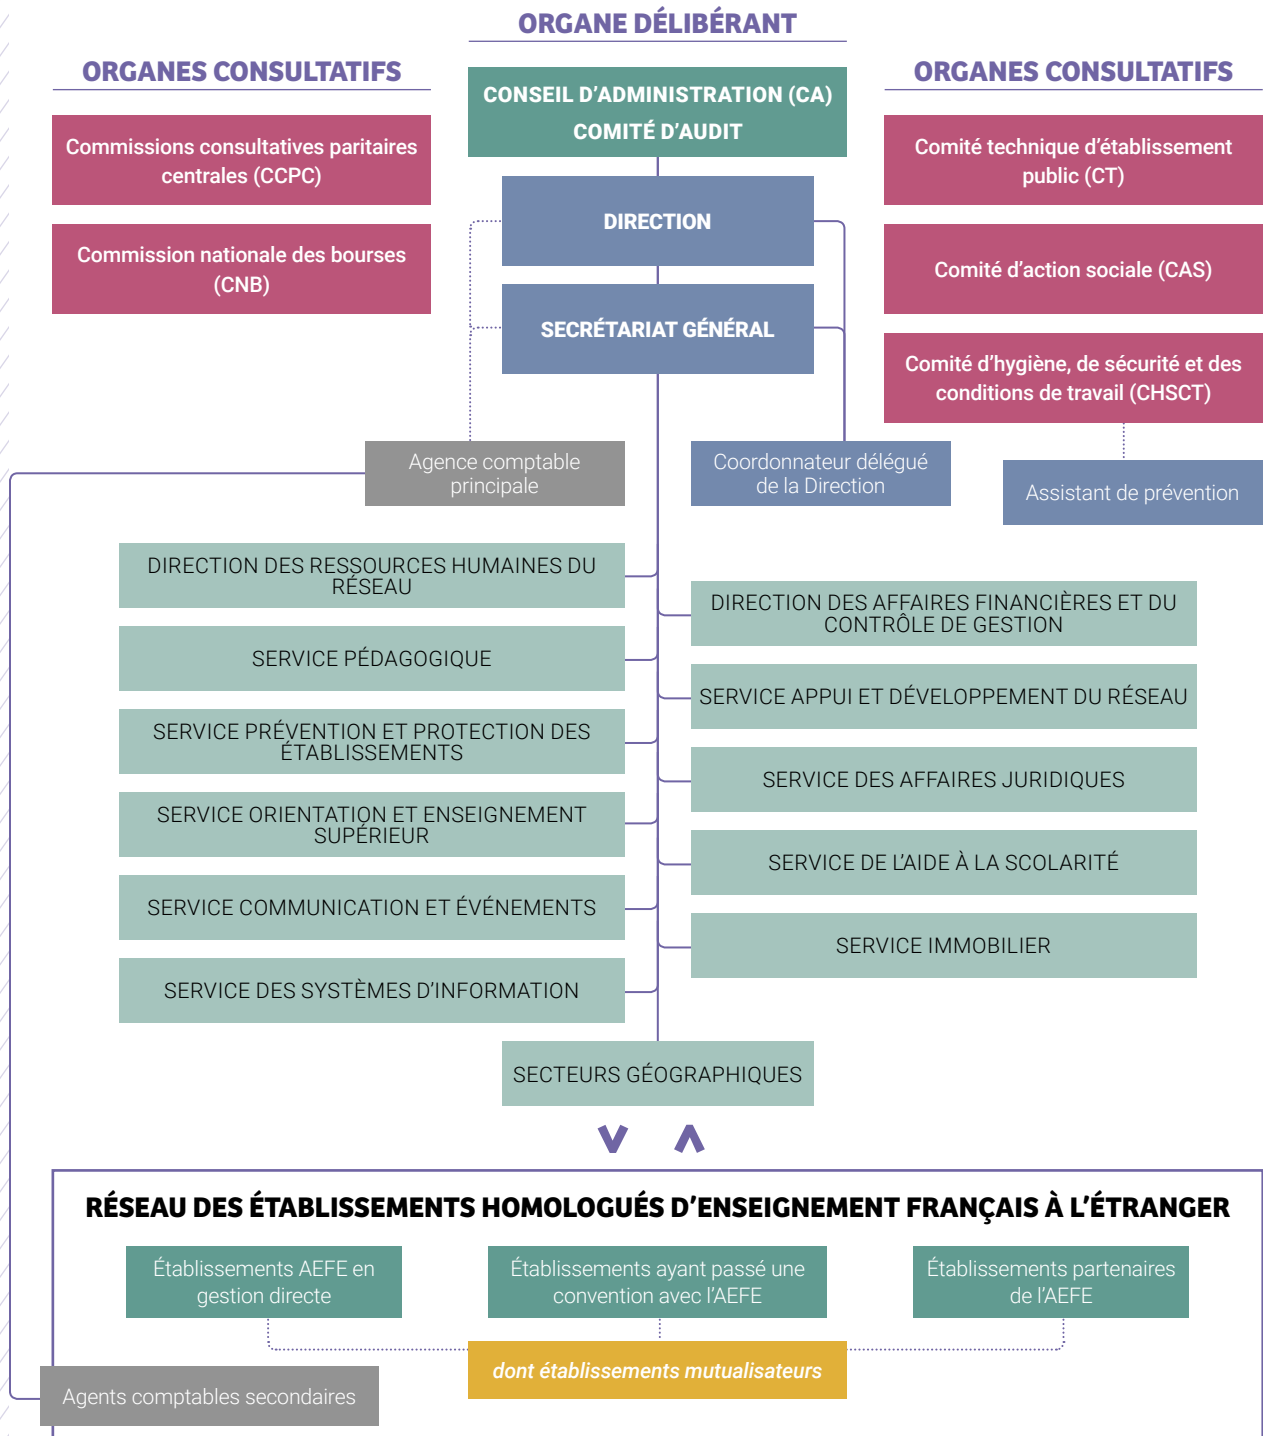 ORGANE DÉLIBÉRANT
CONSEIL D’ADMINISTRATION (CA)
COMITÉ D’AUDIT
ORGANES CONSULTATIFS
Commissions consultatives paritaires
centrales (CCPC)
Commission nationale des bourses
(CNB)
ORGANES CONSULTATIFS
Comité technique d’établissement
public (CT)
Comité d’action sociale (CAS)
Comité d’hygiène, de sécurité et des
conditions de travail (CHSCT)
Assistant de prévention
DIRECTION
SECRÉTARIAT GÉNÉRAL
Agence comptable
principale
Coordonnateur délégué
de la Direction
DIRECTION DES RESSOURCES HUMAINES DU
RÉSEAU
SERVICE PÉDAGOGIQUE
SERVICE PRÉVENTION ET PROTECTION DES
ÉTABLISSEMENTS
SERVICE ORIENTATION ET ENSEIGNEMENT
SUPÉRIEUR
SERVICE COMMUNICATION ET ÉVÉNEMENTS
SERVICE DES SYSTÈMES D’INFORMATION
DIRECTION DES AFFAIRES FINANCIÈRES ET DU
CONTRÔLE DE GESTION
SERVICE APPUI ET DÉVELOPPEMENT DU RÉSEAU
SERVICE DES AFFAIRES JURIDIQUES
SERVICE DE L’AIDE À LA SCOLARITÉ
SERVICE IMMOBILIER
SECTEURS GÉOGRAPHIQUES
RÉSEAU DES ÉTABLISSEMENTS HOMOLOGUÉS D’ENSEIGNEMENT FRANÇAIS À L’ÉTRANGER
Établissements AEFE en
gestion directe
Établissements ayant passé une
convention avec l’AEFE
Établissements partenaires
de l’AEFE
dont établissements mutualisateurs
Agents comptables secondaires